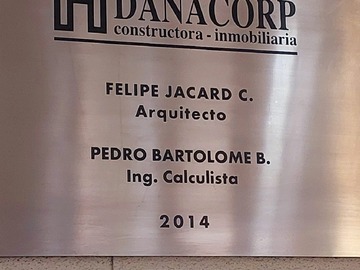 DANACORP
constructora - inmobiliaria
FELIPE JACARD C.
Arquitecto
PEDRO BARTOLOME B.
Ing. Calculista
2014